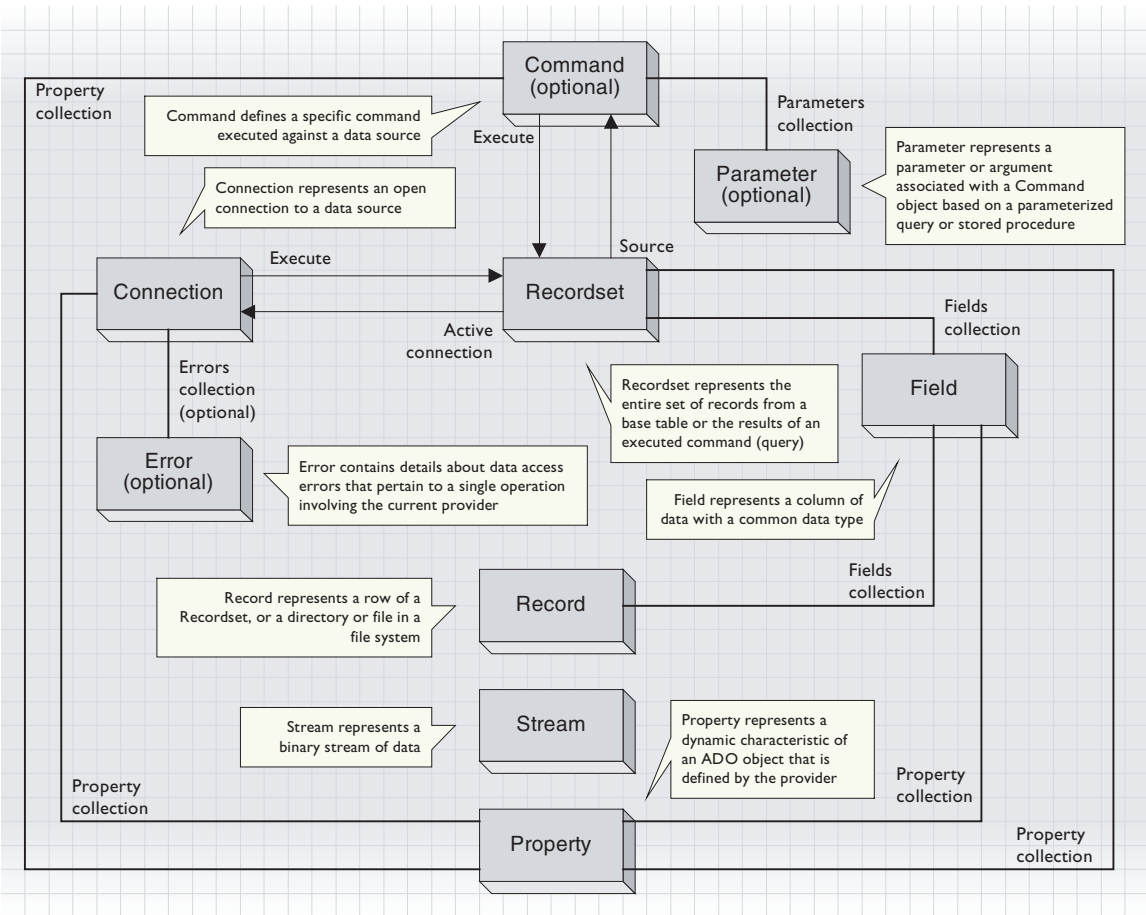 Command
(optional)
Property
collection
Command defines a specific command
executed against a data source
Execute
Parameters
collection
Parameter
(optional)
Parameter represents a
parameter or argument
associated with a Command
object based on a parameterized
query or stored procedure
Connection represents an open
connection to a data source
Source
Execute
Connection
Recordset
Active
connection
Fields
collection
Errors
collection
(optional)
Field
Recordset represents the
entire set of records from a
base table or the results of an
executed command (query)
Error
(optional)
Error contains details about data access
errors that pertain to a single operation
involving the current provider
Field represents a column of
data with a common data type
Fields
collection
Record represents a row of a
Recordset, or a directory or file in a
file system
Record
Stream represents a
binary stream of data
Stream
Property represents a
dynamic characteristic of
an ADO object that is
defined by the provider
Property
collection
Property
collection
Property
Property
collection